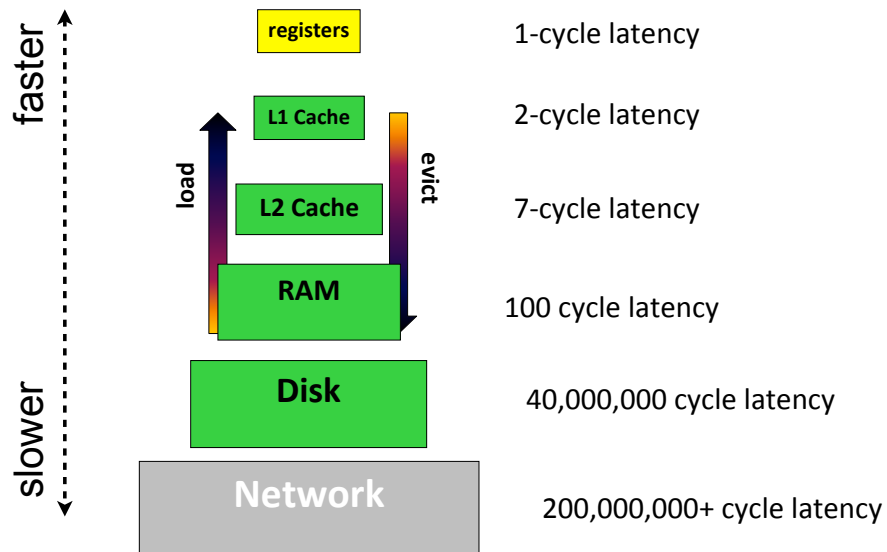 faster
registers
1-cycle latency
L1 Cache
2-cycle latency
load
evict
L2 Cache
7-cycle latency
RAM
100 cycle latency
Disk
40,000,000 cycle latency
slower
Network
200,000,000+ cycle latency